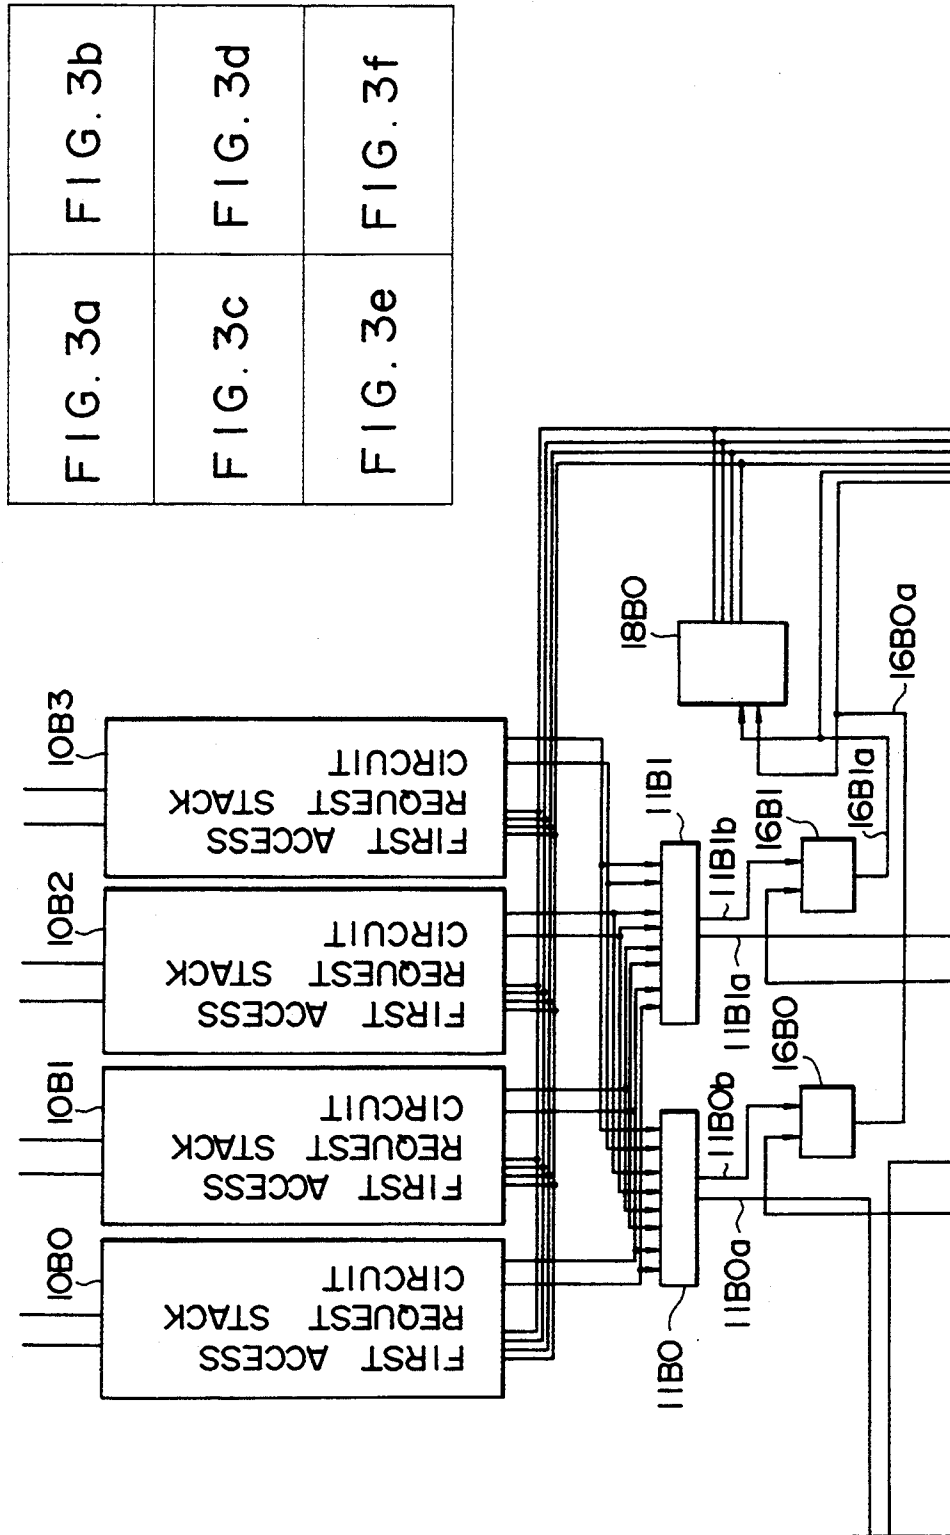 FIG. 3a
FIG. 3b
FIG. 3c
FIG. 3d
FIG. 3e
FIG. 3f
10B0
10B1
10B2
10B3
FIRST ACCESS
REQUEST STACK
CIRCUIT
FIRST ACCESS
REQUEST STACK
CIRCUIT
FIRST ACCESS
REQUEST STACK
CIRCUIT
FIRST ACCESS
REQUEST STACK
CIRCUIT
18B0
11B0
11B1
11B0a
11B0b
11B1a
11B1b
16B0
16B1
16B1a
16B0a